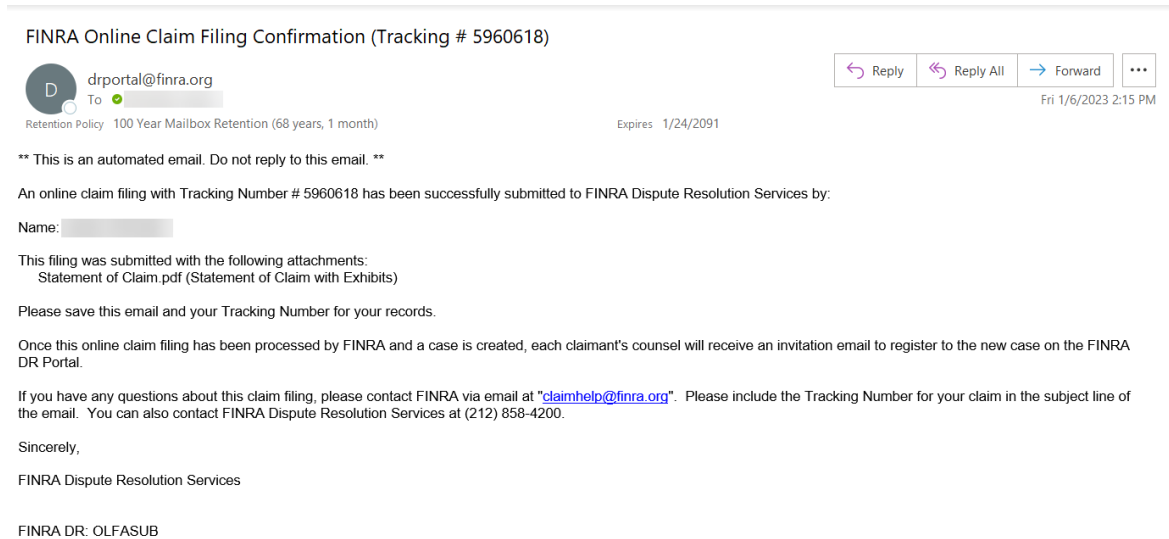 FINRA Online Claim Filing Confirmation (Tracking # 5960618)
D
drportal@finra.org
To
Reply
Reply All
Forward
Fri 1/6/2023 2:15 PM
Retention Policy 100 Year Mailbox Retention (68 years, 1 month)
Expires 1/24/2091
** This is an automated email. Do not reply to this email. **
An online claim filing with Tracking Number # 5960618 has been successfully submitted to FINRA Dispute Resolution Services by:
Name:
This filing was submitted with the following attachments:
Statement of Claim.pdf (Statement of Claim with Exhibits)
Please save this email and your Tracking Number for your records.
Once this online claim filing has been processed by FINRA and a case is created, each claimant's counsel will receive an invitation email to register to the new case on the FINRA
DR Portal.
If you have any questions about this claim filing, please contact FINRA via email at "claimhelp@finra.org". Please include the Tracking Number for your claim in the subject line of
the email. You can also contact FINRA Dispute Resolution Services at (212) 858-4200.
Sincerely,
FINRA Dispute Resolution Services
FINRA DR: OLFASUB